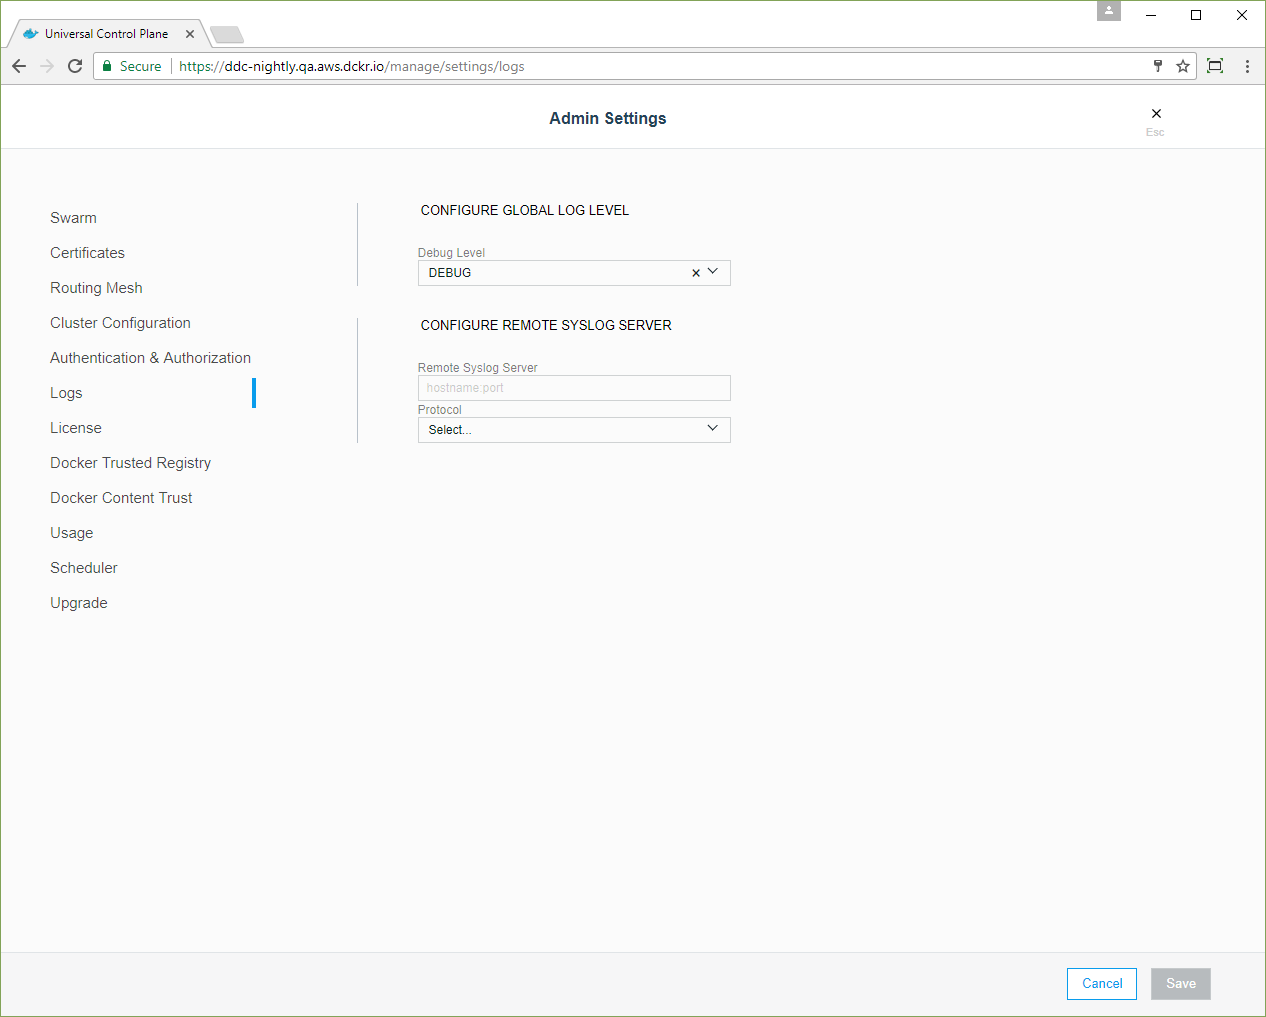 Universal Control Plane
Secure https://ddc-nightly.qa.aws.dckr.io/manage/settings/logs
Admin Settings
Esc
Swarm
Certificates
Routing Mesh
Cluster Configuration
Authentication & Authorization
Logs
License
Docker Trusted Registry
Docker Content Trust
Usage
Scheduler
Upgrade
CONFIGURE GLOBAL LOG LEVEL
Debug Level
DEBUG
CONFIGURE REMOTE SYSLOG SERVER
Remote Syslog Server
hostname:port
Protocol
Select...
Cancel
Save